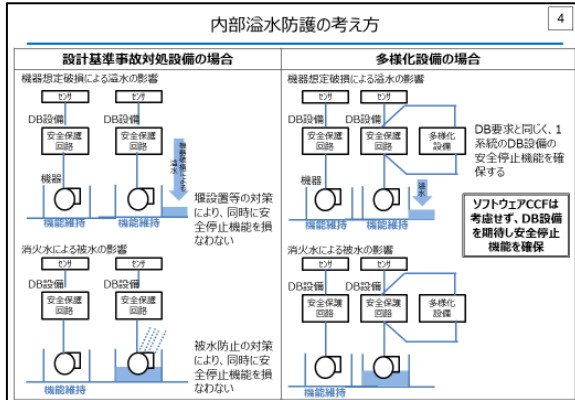 内部溢水防護の考え方
4
設計基準事故対処設備の場合
機器想定破損による溢水の影響
センサ
センサ
DB設備
DB設備
安全保護
回路
安全保護
回路
機器破損による
溢水
機器
堰設置等の対策
により、同時に安
全停止機能を損
なわない
機能維持
機能維持
消火水による被水の影響
センサ
センサ
DB設備
DB設備
安全保護
回路
安全保護
回路
被水防止の対策
により、同時に安
全停止機能を損
なわない
機能維持
多様化設備の場合
機器想定破損による溢水の影響
センサ
センサ
DB設備
DB設備
安全保護
回路
安全保護
回路
多様化
設備
DB要求と同じく、1
系統のDB設備の
安全停止機能を確
保する
機器
溢水
機能維持
機能維持
ソフトウェアCCFは
考慮せず、DB設備
を期待し安全停止
機能を確保
消火水による被水の影響
センサ
センサ
DB設備
DB設備
安全保護
回路
安全保護
回路
多様化
設備
機能維持